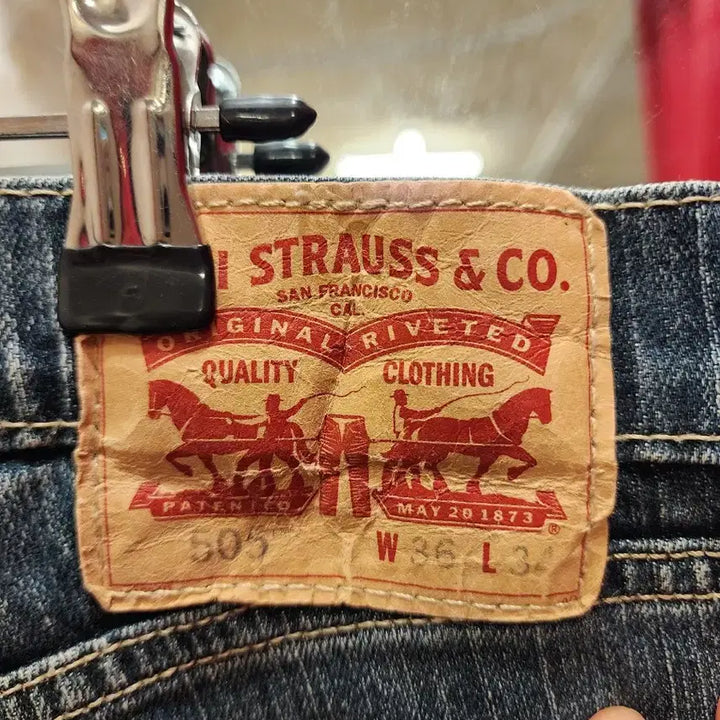 I STRAUSS & CO.
SAN FRANCISCO
CAL.
ORIGINAL RIVETED
QUALITY CLOTHING
PATENTED MAY 20 1873
®
505 W 36 L 34